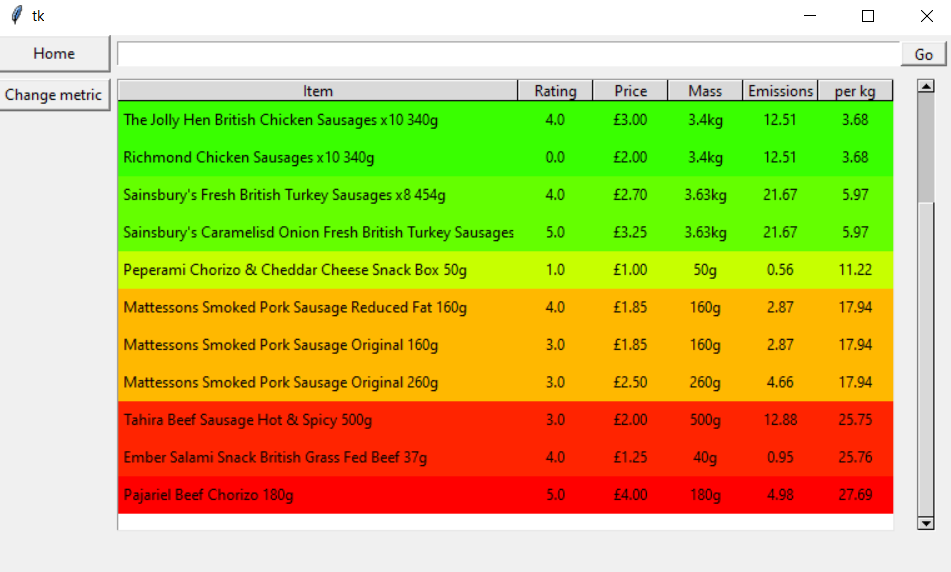 tk
Home
Go
Change metric
Item Rating Price Mass Emissions per kg
The Jolly Hen British Chicken Sausages x10 340g 4.0 £3.00 3.4kg 12.51 3.68
Richmond Chicken Sausages x10 340g 0.0 £2.00 3.4kg 12.51 3.68
Sainsbury's Fresh British Turkey Sausages x8 454g 4.0 £2.70 3.63kg 21.67 5.97
Sainsbury's Caramelisd Onion Fresh British Turkey Sausages 5.0 £3.25 3.63kg 21.67 5.97
Peperami Chorizo & Cheddar Cheese Snack Box 50g 1.0 £1.00 50g 0.56 11.22
Mattessons Smoked Pork Sausage Reduced Fat 160g 4.0 £1.85 160g 2.87 17.94
Mattessons Smoked Pork Sausage Original 160g 3.0 £1.85 160g 2.87 17.94
Mattessons Smoked Pork Sausage Original 260g 3.0 £2.50 260g 4.66 17.94
Tahira Beef Sausage Hot & Spicy 500g 3.0 £2.00 500g 12.88 25.75
Ember Salami Snack British Grass Fed Beef 37g 4.0 £1.25 40g 0.95 25.76
Pajariel Beef Chorizo 180g 5.0 £4.00 180g 4.98 27.69